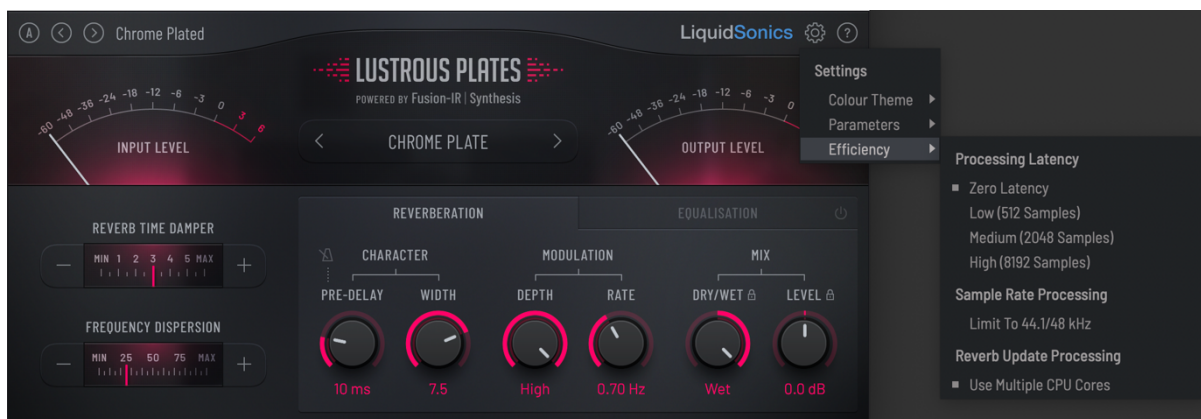 A Chrome Plated
LiquidSonics ?
LUSTROUS PLATES
POWERED BY Fusion-IR | Synthesis
CHROME PLATE
-60 -48 -36 -24 -18 -12 -6 -3 0 3 6
INPUT LEVEL
-60 -48 -36 -24 -18 -12 -6 -3 0
OUTPUT LEVEL
Settings
Colour Theme
Parameters
Efficiency
Processing Latency
Zero Latency
Low (512 Samples)
Medium (2048 Samples)
High (8192 Samples)
Sample Rate Processing
Limit To 44.1/48 kHz
Reverb Update Processing
Use Multiple CPU Cores
REVERB TIME DAMPER
MIN 1 2 3 4 5 MAX
FREQUENCY DISPERSION
MIN 25 50 75 MAX
REVERBERATION
EQUALISATION
CHARACTER
MODULATION
MIX
PRE-DELAY
WIDTH
DEPTH
RATE
DRY/WET
LEVEL
10 ms
7.5
High
0.70 Hz
Wet
0.0 dB